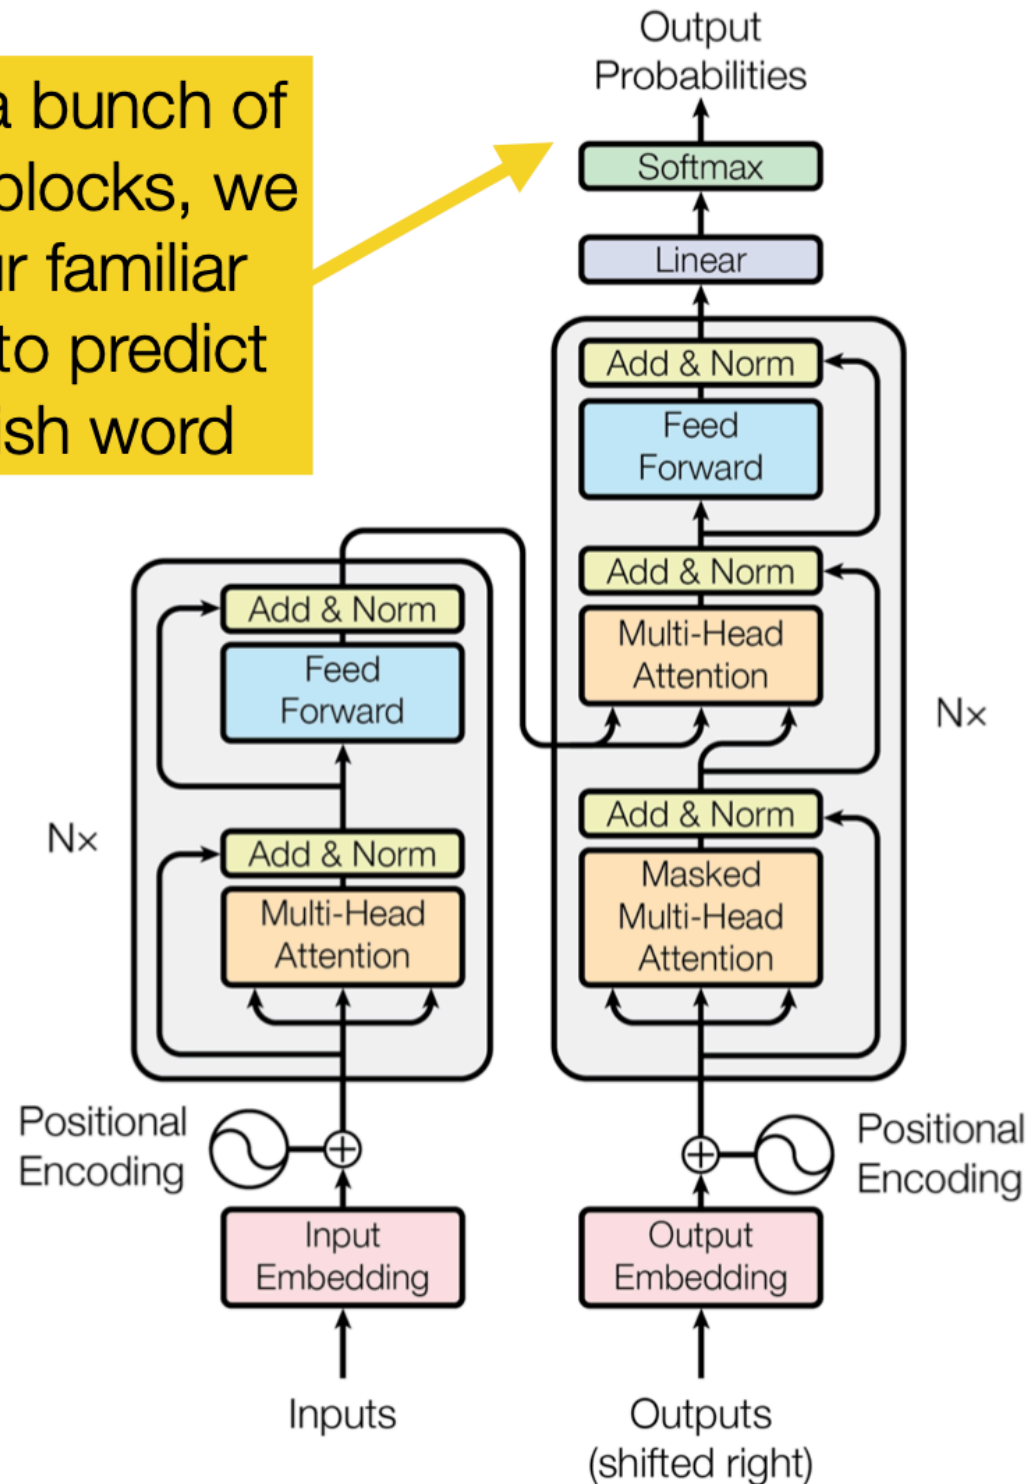 Output
Probabilities
a bunch of
blocks, we
familiar
to predict
word
Softmax
Linear
Add & Norm
Feed
Forward
Add & Norm
Multi-Head
Attention
Nx
Add & Norm
Masked
Multi-Head
Attention
Add & Norm
Feed
Forward
Nx
Add & Norm
Multi-Head
Attention
Positional
Encoding
Positional
Encoding
Input
Embedding
Output
Embedding
Inputs
Outputs
(shifted right)